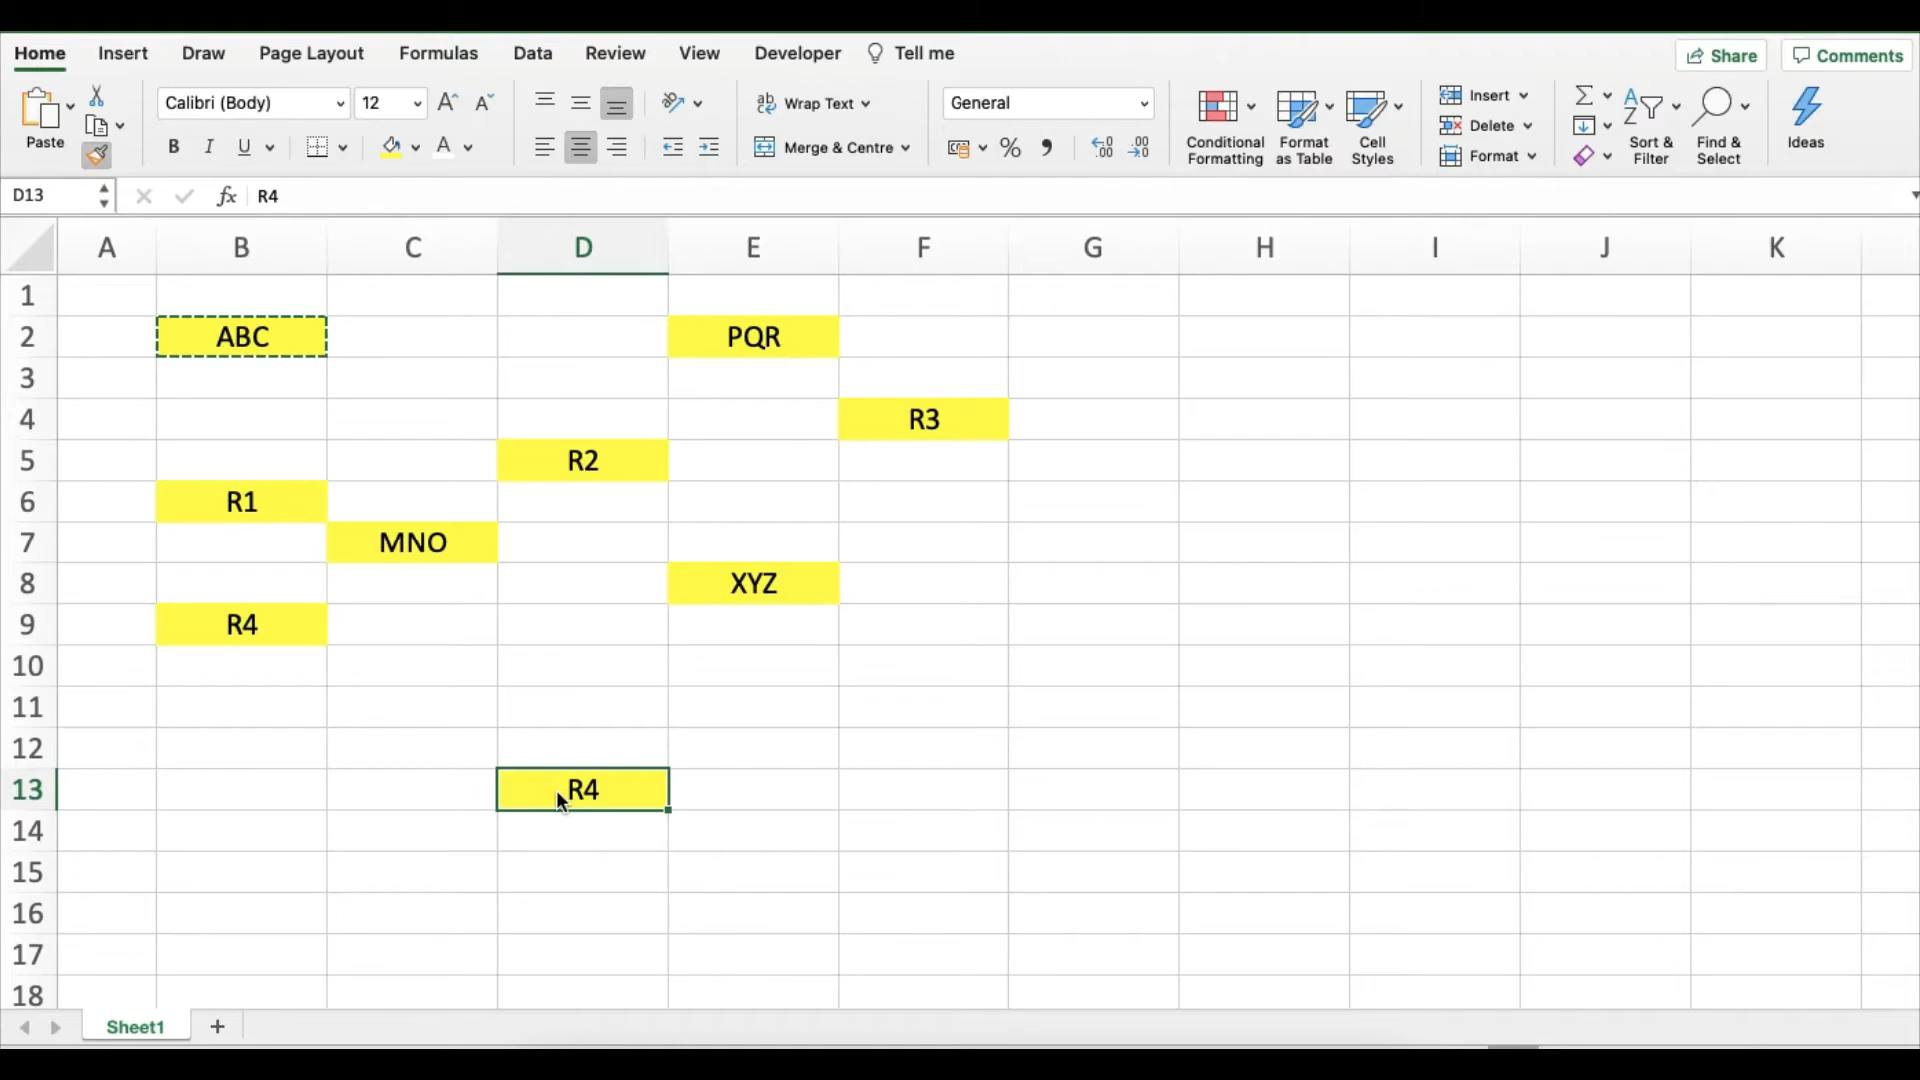 Home Insert Draw Page Layout Formulas Data Review View Developer Tell me Share Comments
Paste Calibri (Body) 12 A A Wrap Text General Insert
Delete
B I U A Merge & Centre % Conditional Formatting Format as Table Cell Styles Format Sort & Filter Find & Select Ideas
D13 fx R4
A B C D E F G H I J K
1
2 ABC PQR
3
4 R3
5 R2
6 R1
7 MNO
8 XYZ
9 R4
10
11
12
13 R4
14
15
16
17
18
Sheet1 +